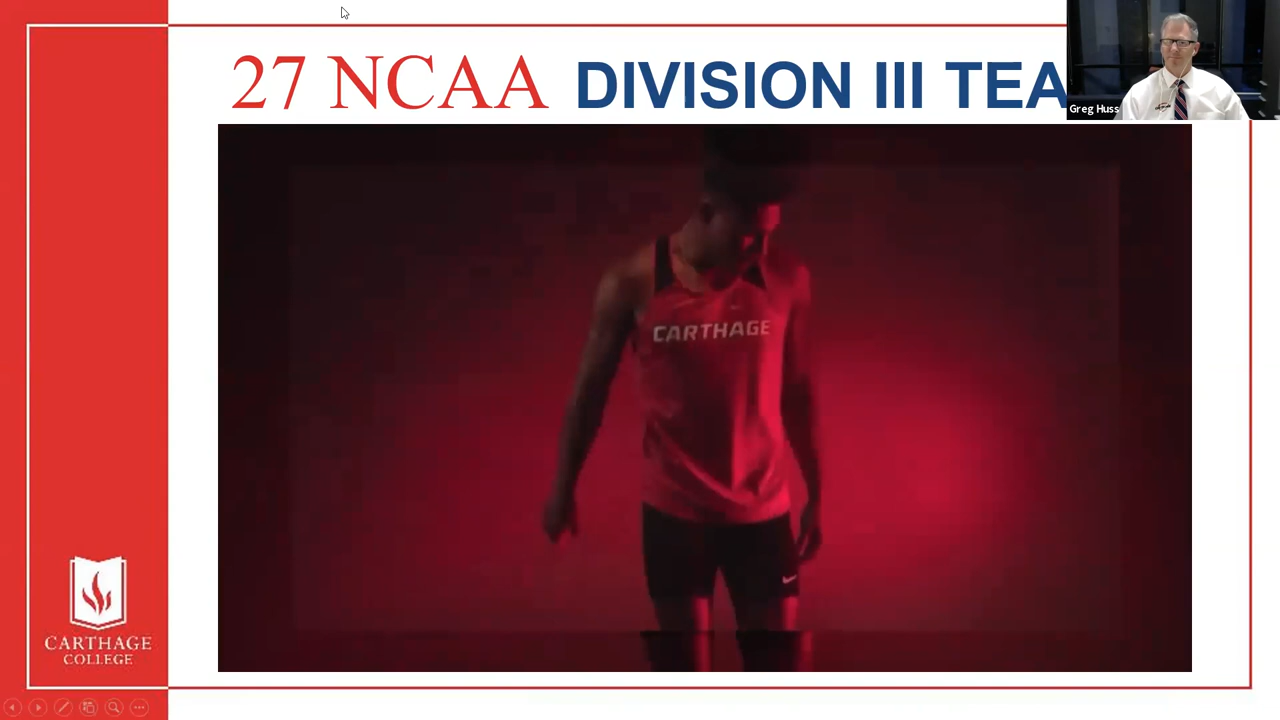 27 NCAA DIVISION III TEA
Greg Huss
CARTHAGE
CARTHAGE
COLLEGE